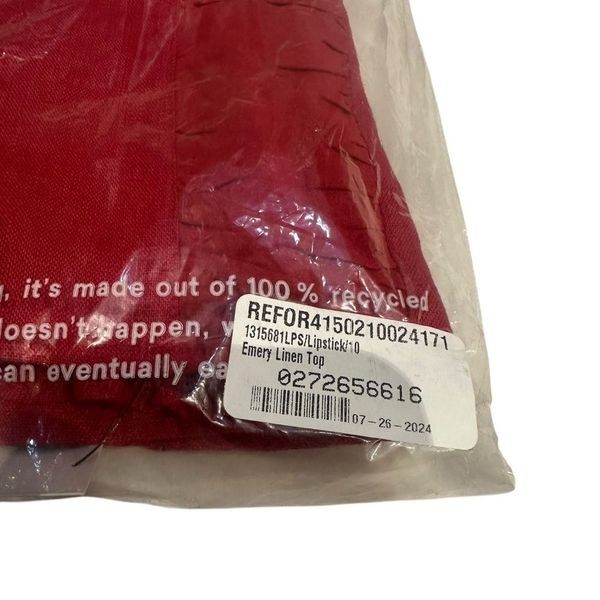 , it's made out of 100 % recycled
doesn't happen,
can eventually
REFOR4150210024171
1315681LPS/Lipstick/10
Emery Linen Top
0272656616
07-26-2024